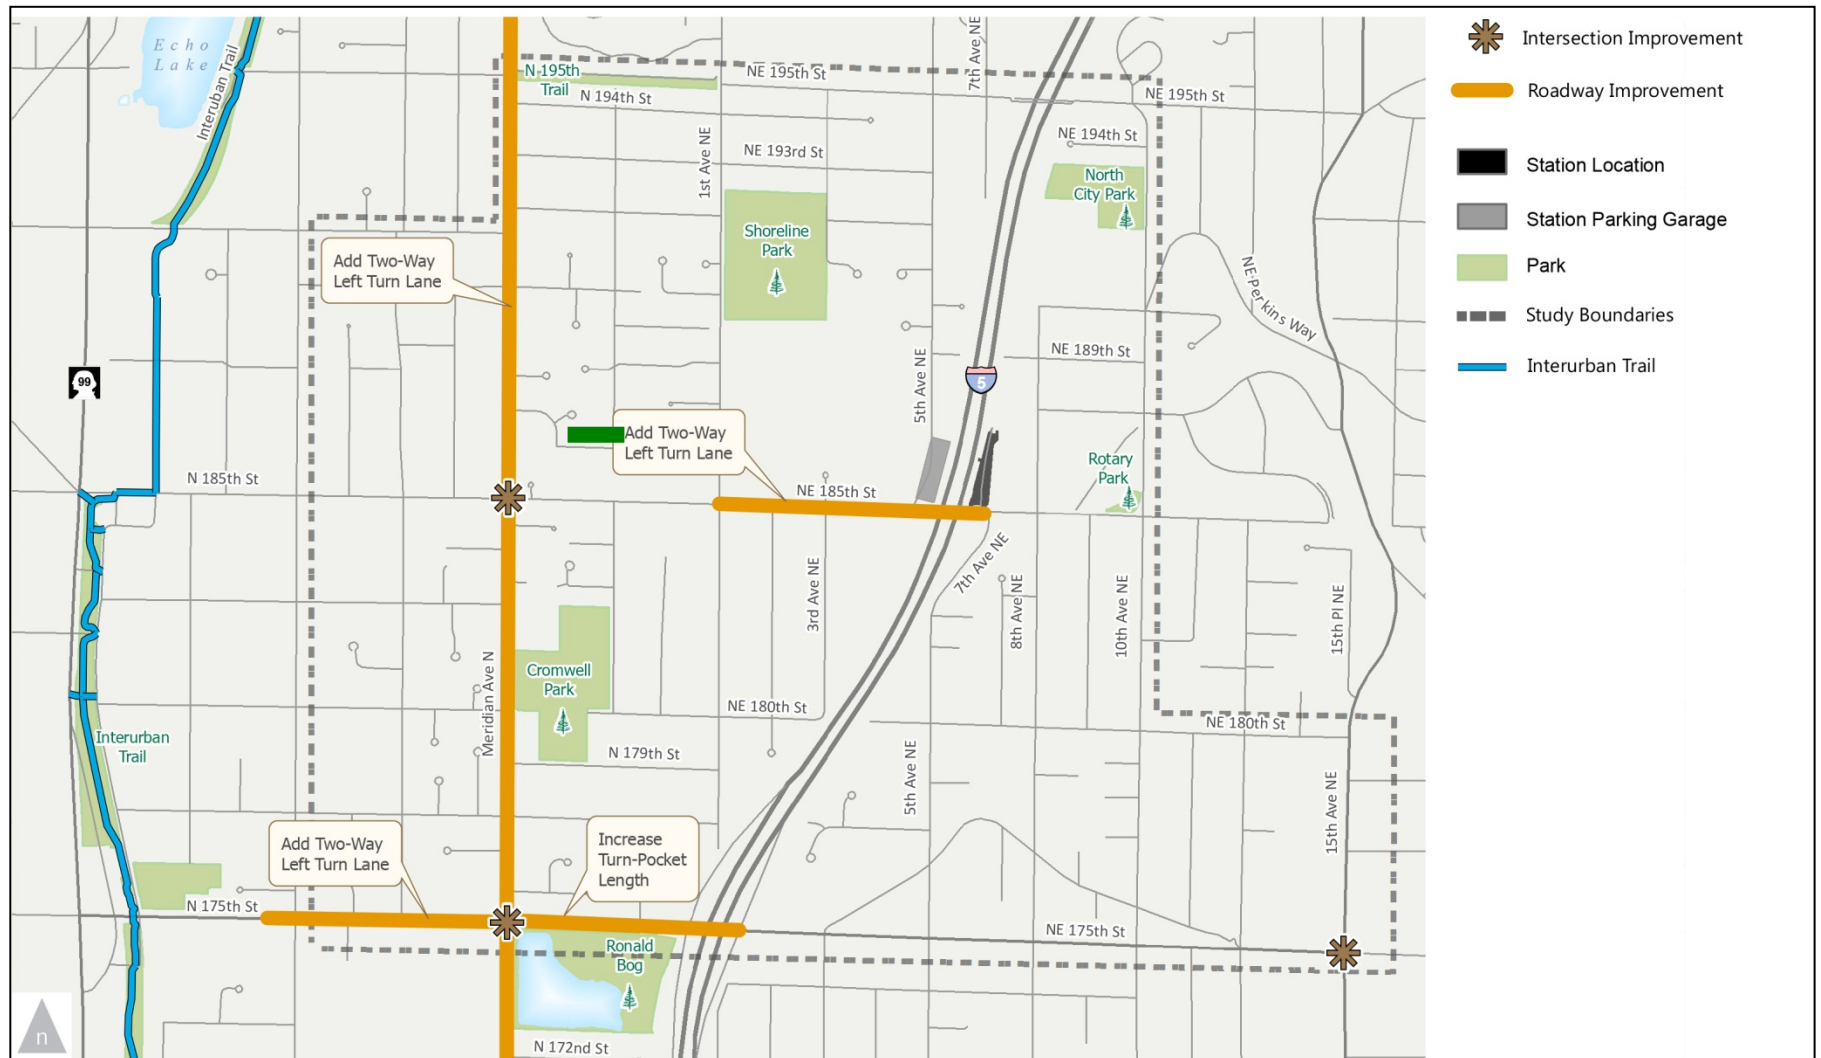 Echo
Lake
Interuban Trail
N 195th
Trail
NE 195th St
7th Ave NE
NE 195th St
N 194th St
NE 194th St
1st Ave NE
NE 193rd St
North
City Park
Shoreline
Park
Add Two-Way
Left Turn Lane
NE Perkins Way
NE 189th St
5th Ave NE
99
5
Add Two-Way
Left Turn Lane
Rotary
Park
N 185th St
NE 185th St
7th Ave NE
3rd Ave NE
8th Ave NE
10th Ave NE
15th Pl NE
Cromwell
Park
Meridian Ave N
NE 180th St
NE 180th St
Interurban
Trail
N 179th St
5th Ave NE
15th Ave NE
Add Two-Way
Left Turn Lane
Increase
Turn-Pocket
Length
N 175th St
NE 175th St
Ronald
Bog
N 172nd St
n
Intersection Improvement
Roadway Improvement
Station Location
Station Parking Garage
Park
Study Boundaries
Interurban Trail